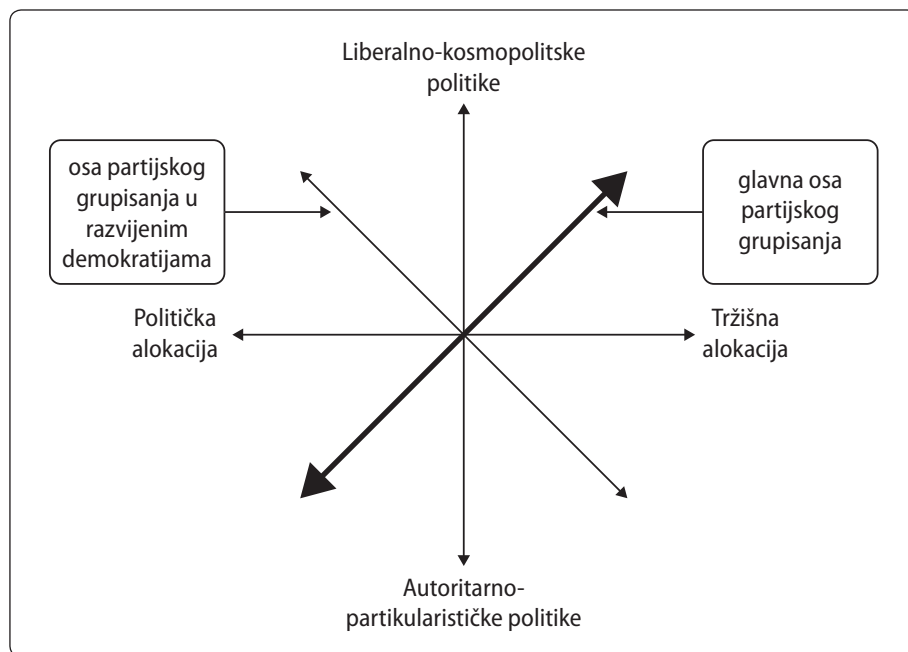 Liberalno-kosmopolitske
politike
osa partijskog
grupisanja u
razvijenim
demokratijama
glavna osa
partijskog
grupisanja
Politička
alokacija
Tržišna
alokacija
Autoritarno-
partikularističke politike